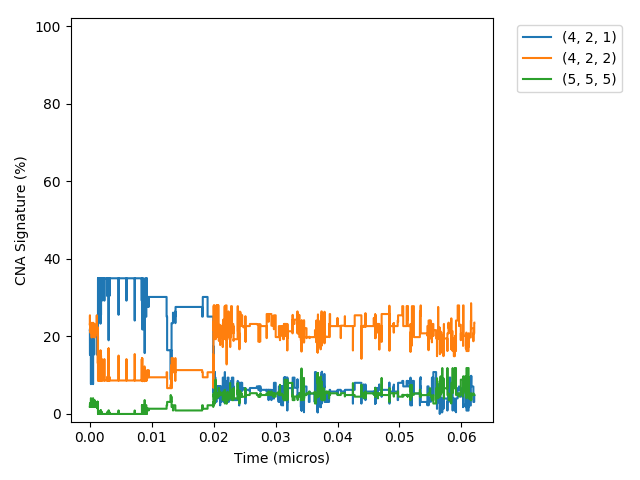 100
80
60
40
20
0
CNA Signature (%)
0.00 0.01 0.02 0.03 0.04 0.05 0.06
Time (micros)
(4, 2, 1)
(4, 2, 2)
(5, 5, 5)